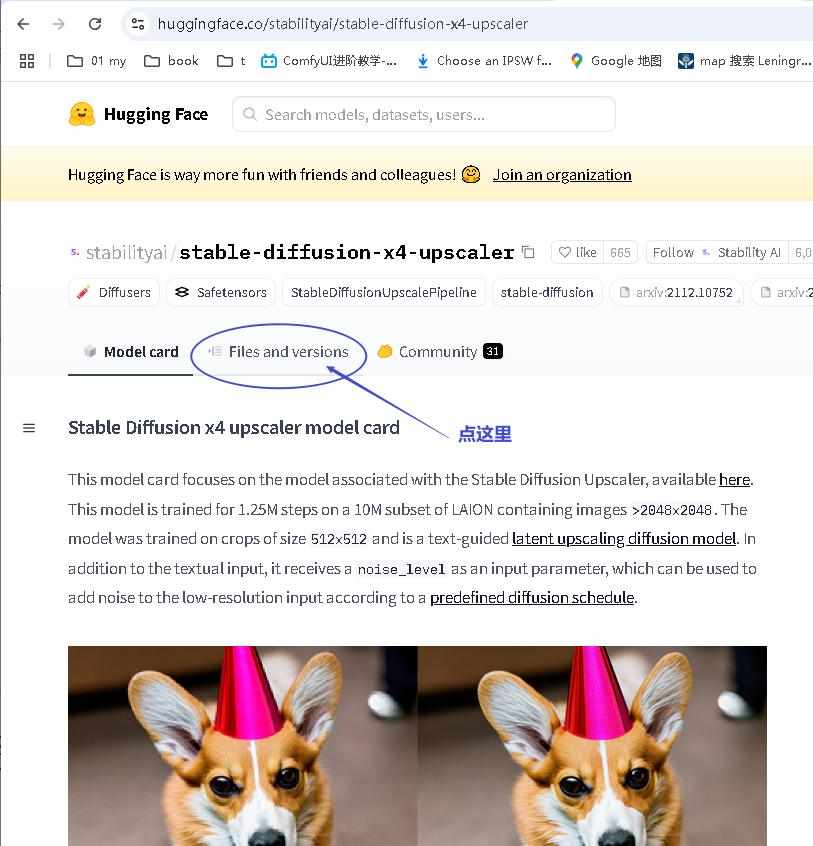 huggingface.co/stabilityai/stable-diffusion-x4-upscaler
01 my book t ComfyUI进阶教学-... Choose an IPSW f... Google 地图 map 搜索 Leningr...
Hugging Face Search models, datasets, users...
Hugging Face is way more fun with friends and colleagues! 🤗 Join an organization
s. stabilityai/stable-diffusion-x4-upscaler like 665 Follow s. Stability AI 6,0
Diffusers Safetensors StableDiffusionUpscalePipeline stable-diffusion arxiv:2112.10752 arxiv:2
Model card Files and versions Community 31
点这里
Stable Diffusion x4 upscaler model card
This model card focuses on the model associated with the Stable Diffusion Upscaler, available here.
This model is trained for 1.25M steps on a 10M subset of LAION containing images >2048x2048. The
model was trained on crops of size 512x512 and is a text-guided latent upscaling diffusion model. In
addition to the textual input, it receives a noise_level as an input parameter, which can be used to
add noise to the low-resolution input according to a predefined diffusion schedule.